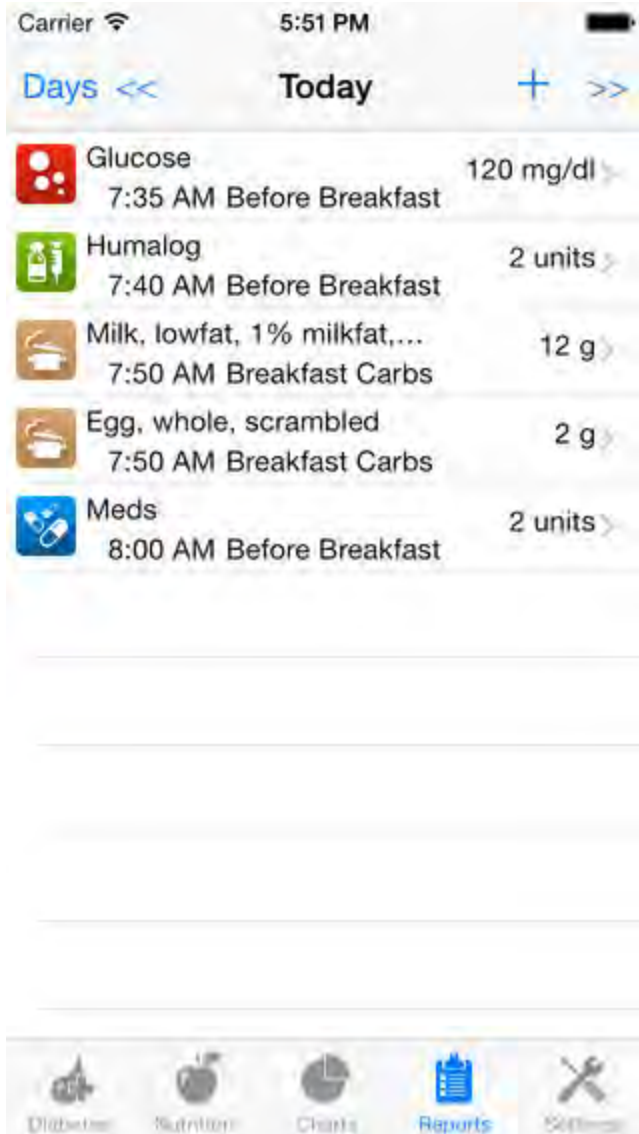 Carrier 5:51 PM
Days << Today + >>
Glucose 120 mg/dl >
7:35 AM Before Breakfast
Humalog 2 units >
7:40 AM Before Breakfast
Milk, lowfat, 1% milkfat,... 12 g >
7:50 AM Breakfast Carbs
Egg, whole, scrambled 2 g >
7:50 AM Breakfast Carbs
Meds 2 units >
8:00 AM Before Breakfast
Diabetes Nutrition Charts Reports Settings